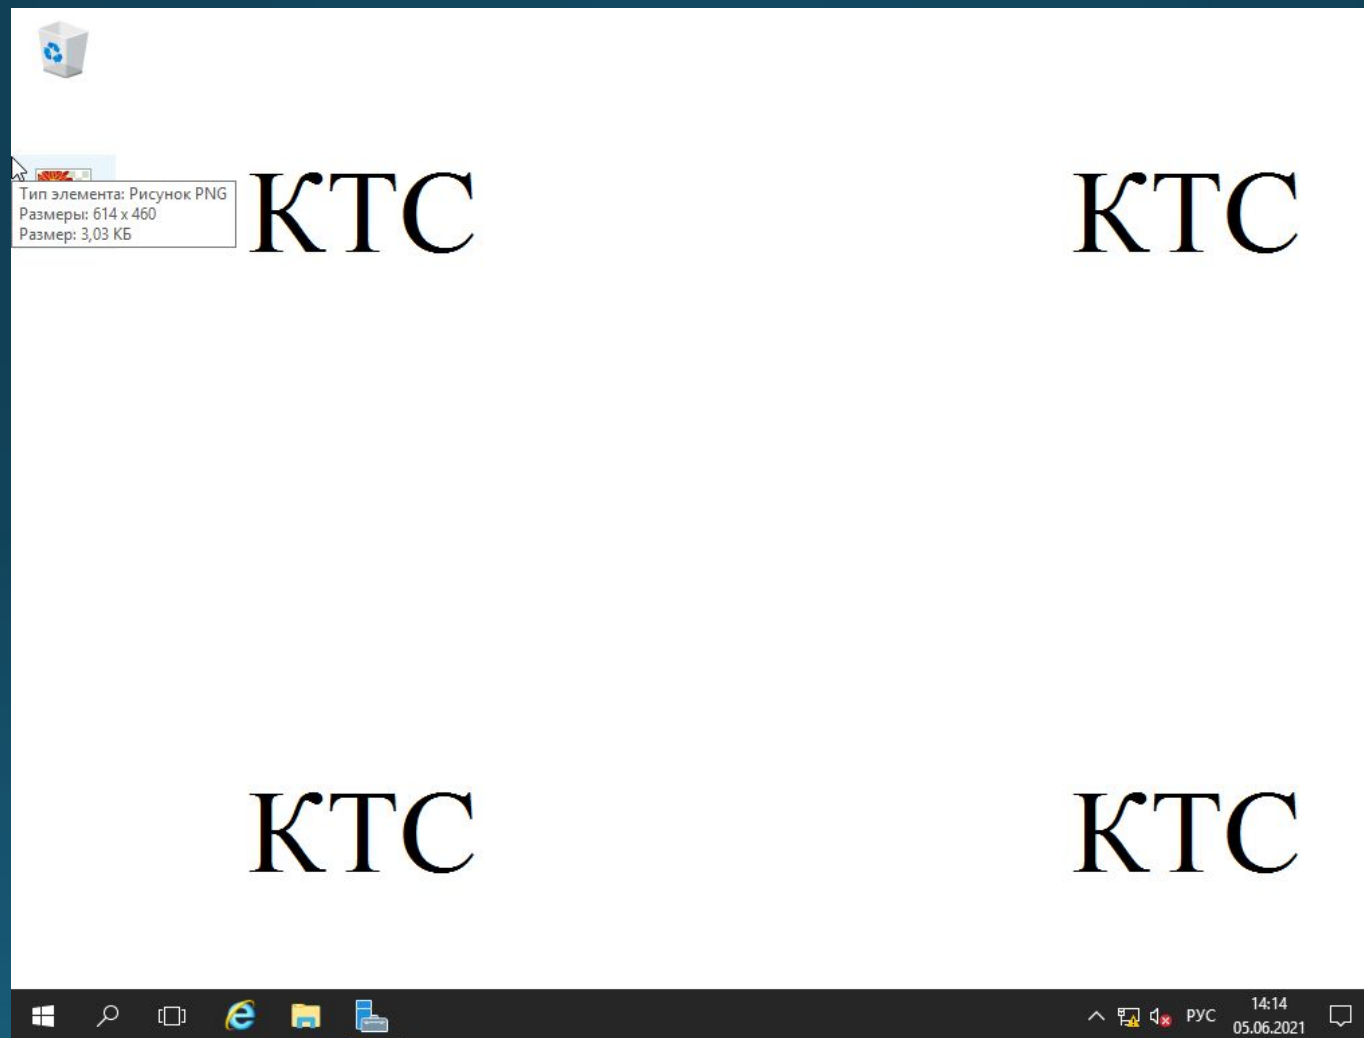 Тип элемента: Рисунок PNG
Размеры: 614 x 460
Размер: 3,03 КБ
КТС КТС
КТС КТС
РУС 14:14
05.06.2021